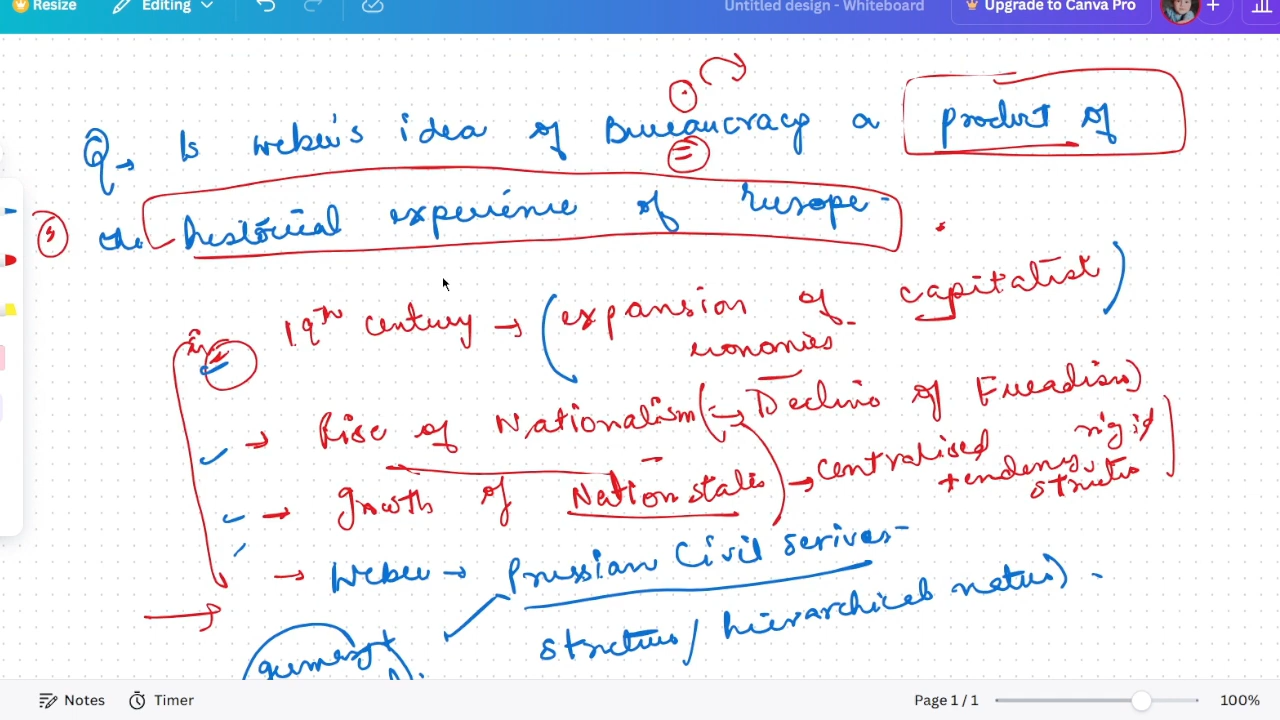 Resize Editing Untitled design - Whiteboard Upgrade to Canva Pro
Q→ Is Weber's idea of Bureaucracy a product of
the historical experience of Europe.
19th century → (expansion of capitalist)
economies.
→ Rise of Nationalism (→ Decline of Feudalism)
→ Growth of Nation states → Centralised tendency, rigid structure
→ Weber → Prussian Civil serives-
structure / hierarchical nature) -
Notes Timer Page 1 / 1 100%